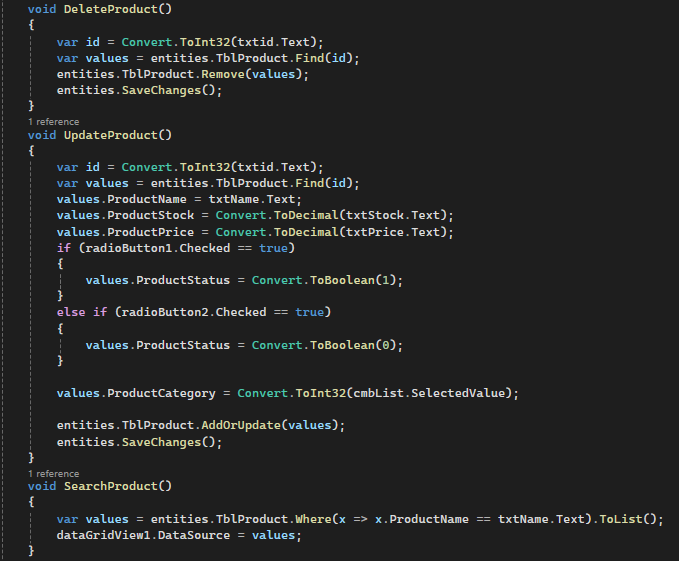 void DeleteProduct()
{
var id = Convert.ToInt32(txtid.Text);
var values = entities.TblProduct.Find(id);
entities.TblProduct.Remove(values);
entities.SaveChanges();
}
1 reference
void UpdateProduct()
{
var id = Convert.ToInt32(txtid.Text);
var values = entities.TblProduct.Find(id);
values.ProductName = txtName.Text;
values.ProductStock = Convert.ToDecimal(txtStock.Text);
values.ProductPrice = Convert.ToDecimal(txtPrice.Text);
if (radioButton1.Checked == true)
{
values.ProductStatus = Convert.ToBoolean(1);
}
else if (radioButton2.Checked == true)
{
values.ProductStatus = Convert.ToBoolean(0);
}
values.ProductCategory = Convert.ToInt32(cmbList.SelectedValue);
entities.TblProduct.AddOrUpdate(values);
entities.SaveChanges();
}
1 reference
void SearchProduct()
{
var values = entities.TblProduct.Where(x => x.ProductName == txtName.Text).ToList();
dataGridView1.DataSource = values;
}